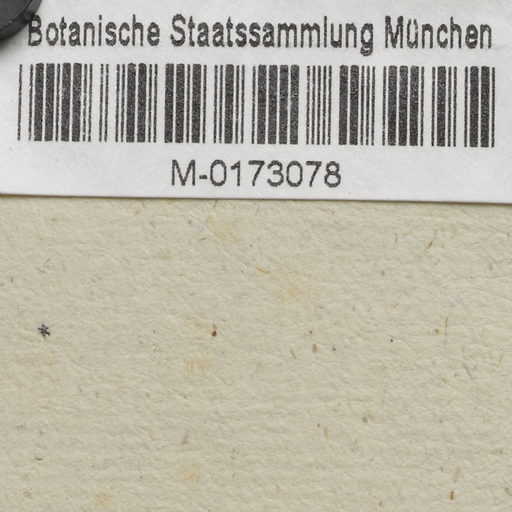 Botanische Staatssammlung München
M-0173078
*